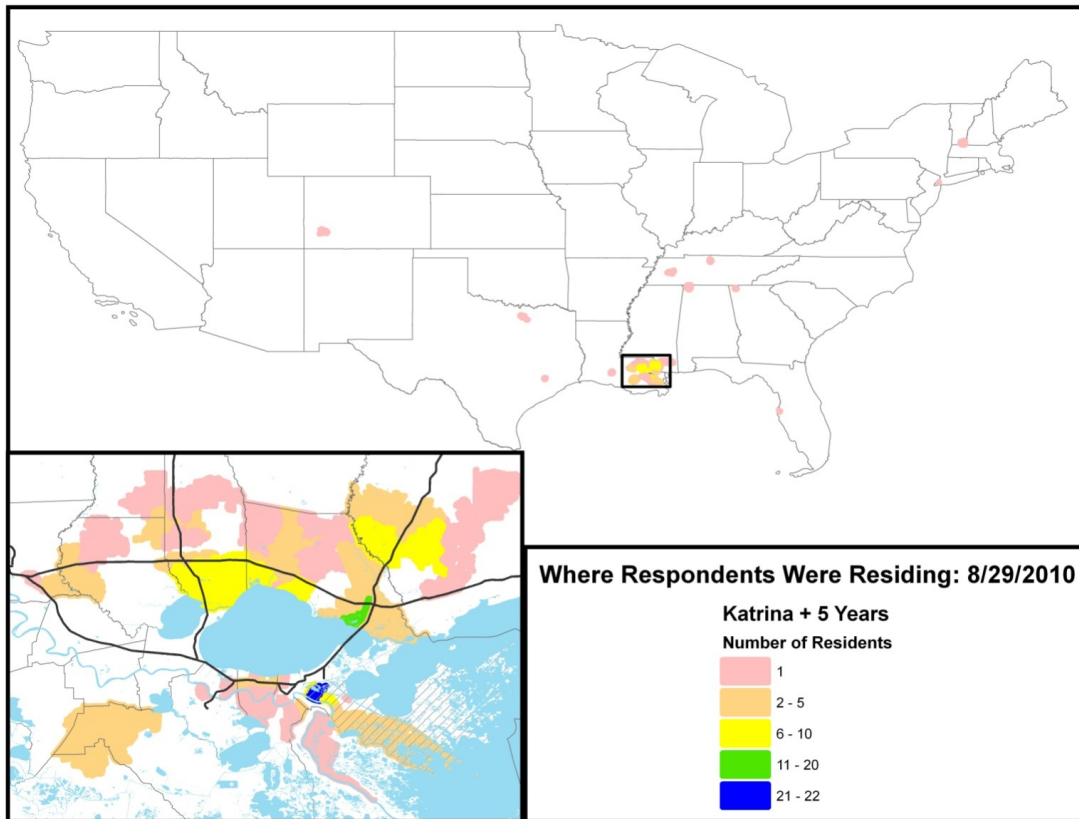 Where Respondents Were Residing: 8/29/2010
Katrina + 5 Years
Number of Residents
1
2 - 5
6 - 10
11 - 20
21 - 22